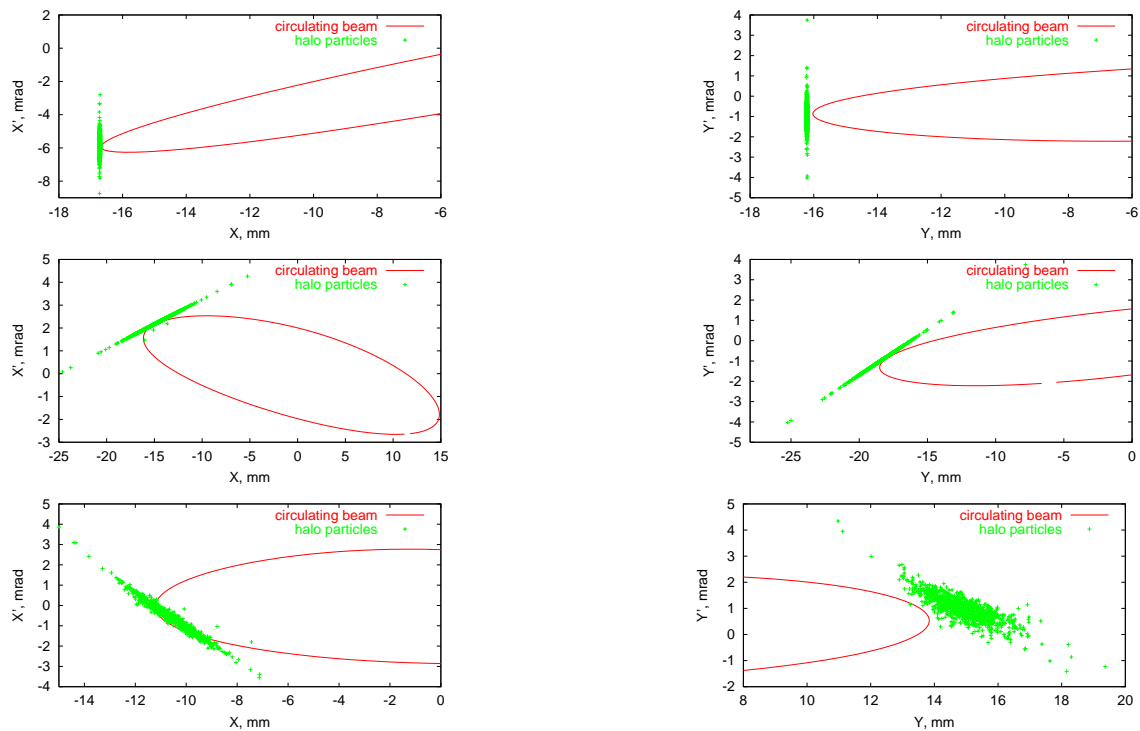 circulating beam
halo particles
X', mrad
2
0
-2
-4
-6
-8
-18 -16 -14 -12 -10 -8 -6
X, mm
circulating beam
halo particles
Y', mrad
4
3
2
1
0
-1
-2
-3
-4
-5
-18 -16 -14 -12 -10 -8 -6
Y, mm
circulating beam
halo particles
X', mrad
5
4
3
2
1
0
-1
-2
-3
-25 -20 -15 -10 -5 0 5 10 15
X, mm
circulating beam
halo particles
Y', mrad
4
3
2
1
0
-1
-2
-3
-4
-5
-25 -20 -15 -10 -5 0
Y, mm
circulating beam
halo particles
X', mrad
5
4
3
2
1
0
-1
-2
-3
-4
-14 -12 -10 -8 -6 -4 -2 0
X, mm
circulating beam
halo particles
Y', mrad
5
4
3
2
1
0
-1
-2
8 10 12 14 16 18 20
Y, mm